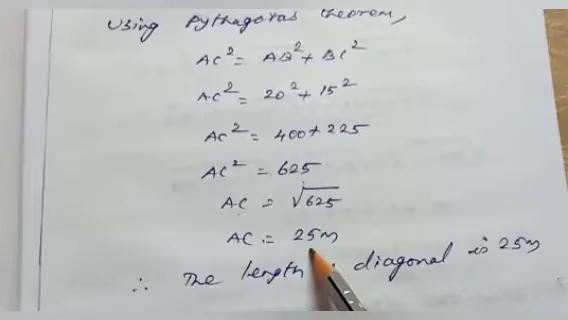 Using Pythagoras theorem,
AC² = AB² + BC²
AC² = 20² + 15²
AC² = 400 + 225
AC² = 625
AC = √625
AC = 25m
∴ The length diagonal is 25m